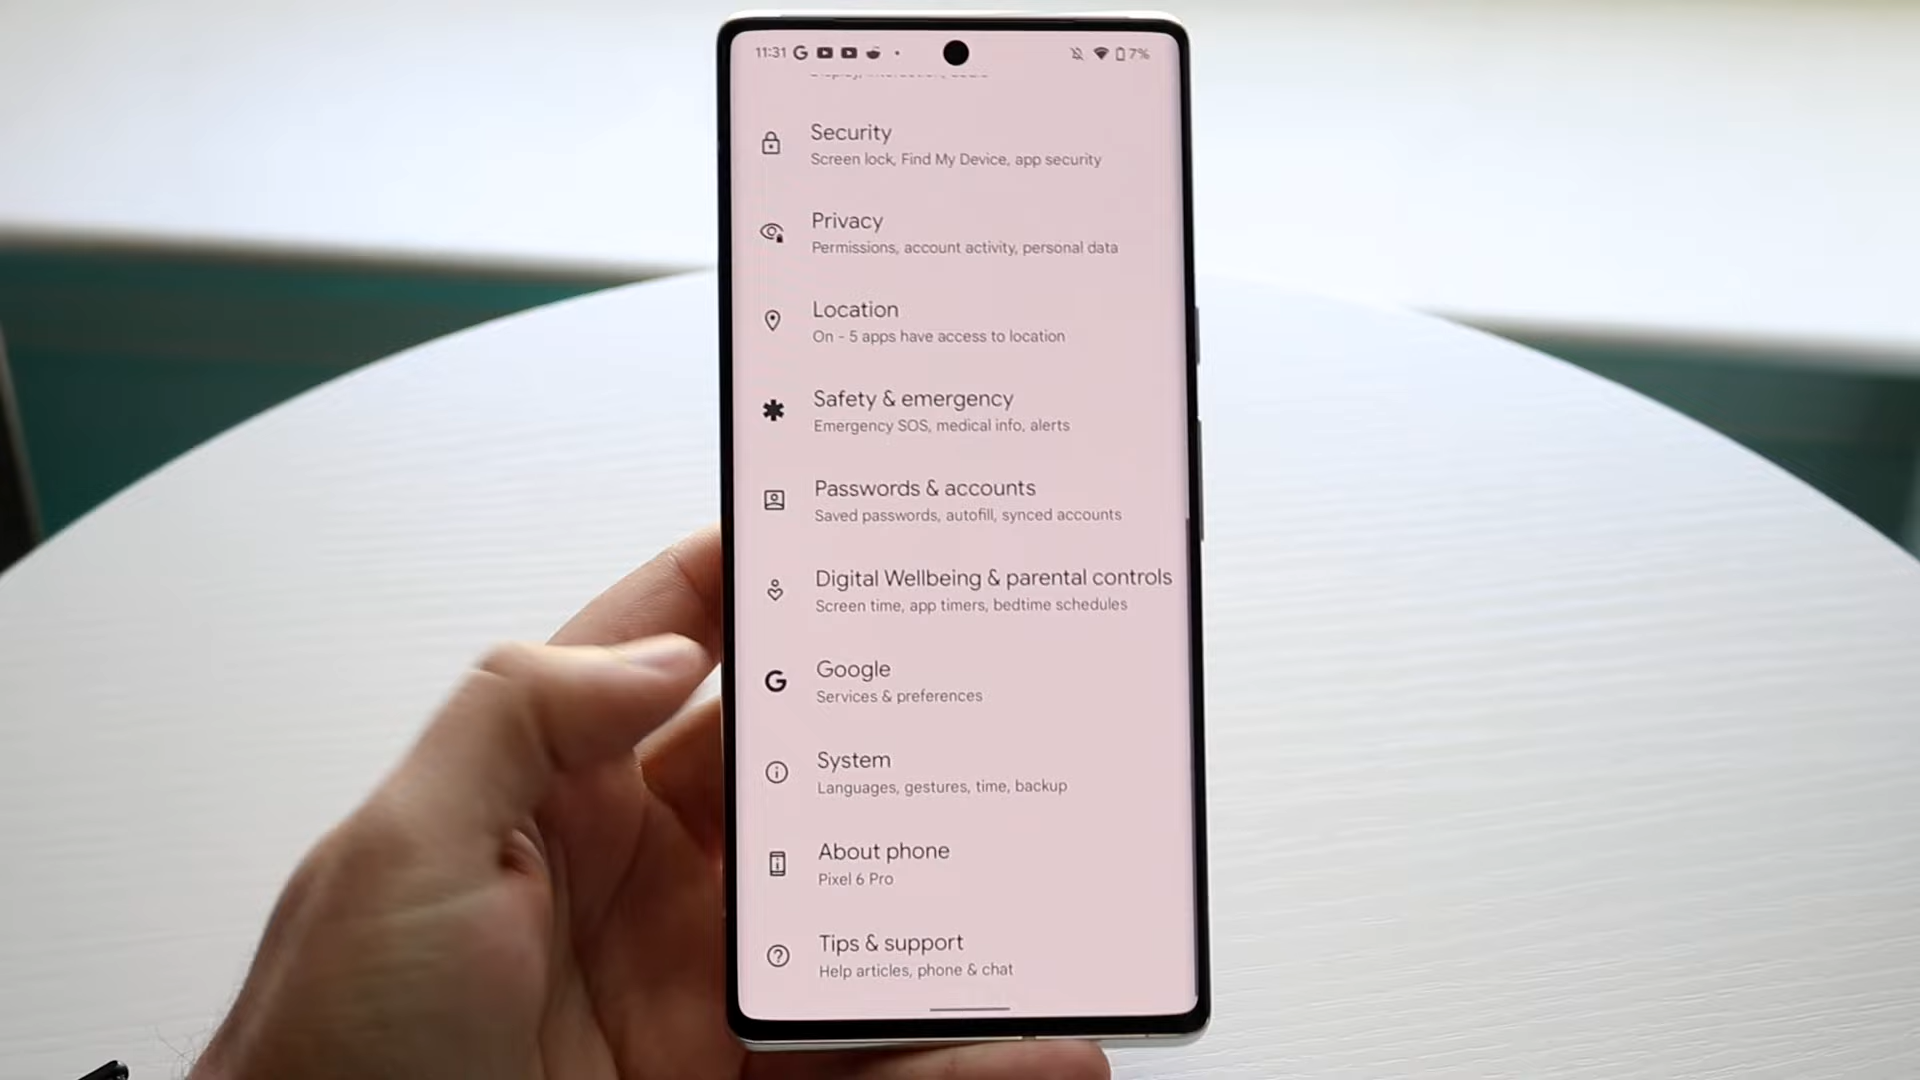 11:31 G 7%
Security
Screen lock, Find My Device, app security
Privacy
Permissions, account activity, personal data
Location
On - 5 apps have access to location
Safety & emergency
Emergency SOS, medical info, alerts
Passwords & accounts
Saved passwords, autofill, synced accounts
Digital Wellbeing & parental controls
Screen time, app timers, bedtime schedules
G Google
Services & preferences
System
Languages, gestures, time, backup
About phone
Pixel 6 Pro
Tips & support
Help articles, phone & chat